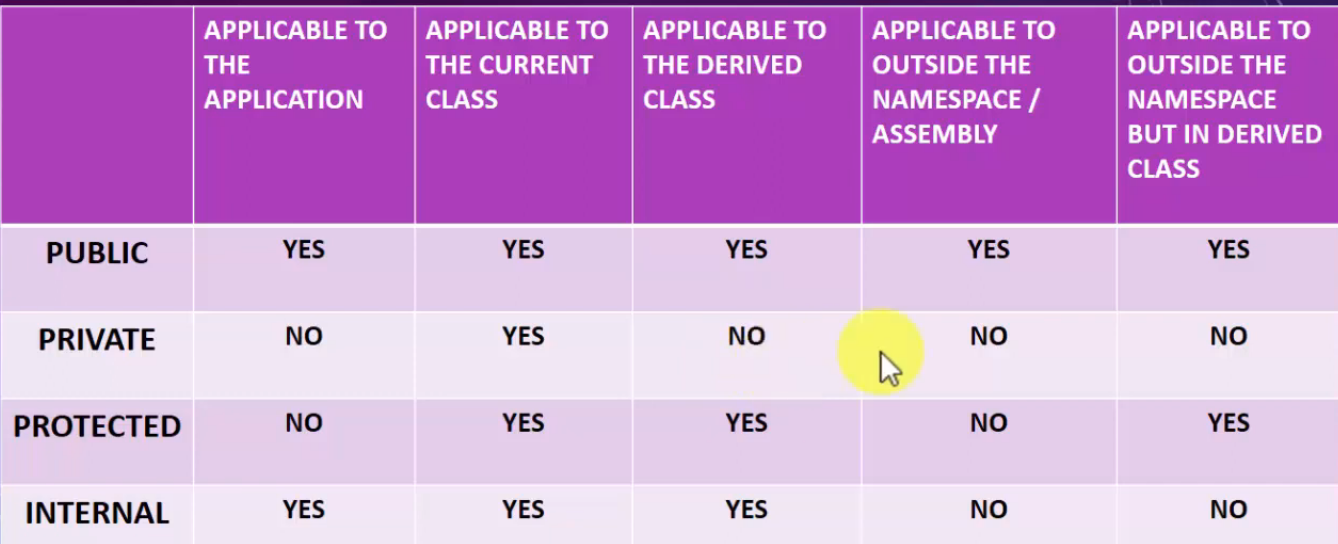 APPLICABLE TO
THE
APPLICATION
APPLICABLE TO
THE CURRENT
CLASS
APPLICABLE TO
THE DERIVED
CLASS
APPLICABLE TO
OUTSIDE THE
NAMESPACE /
ASSEMBLY
APPLICABLE TO
OUTSIDE THE
NAMESPACE
BUT IN DERIVED
CLASS
PUBLIC YES YES YES YES YES
PRIVATE NO YES NO NO NO
PROTECTED NO YES YES NO YES
INTERNAL YES YES YES NO NO